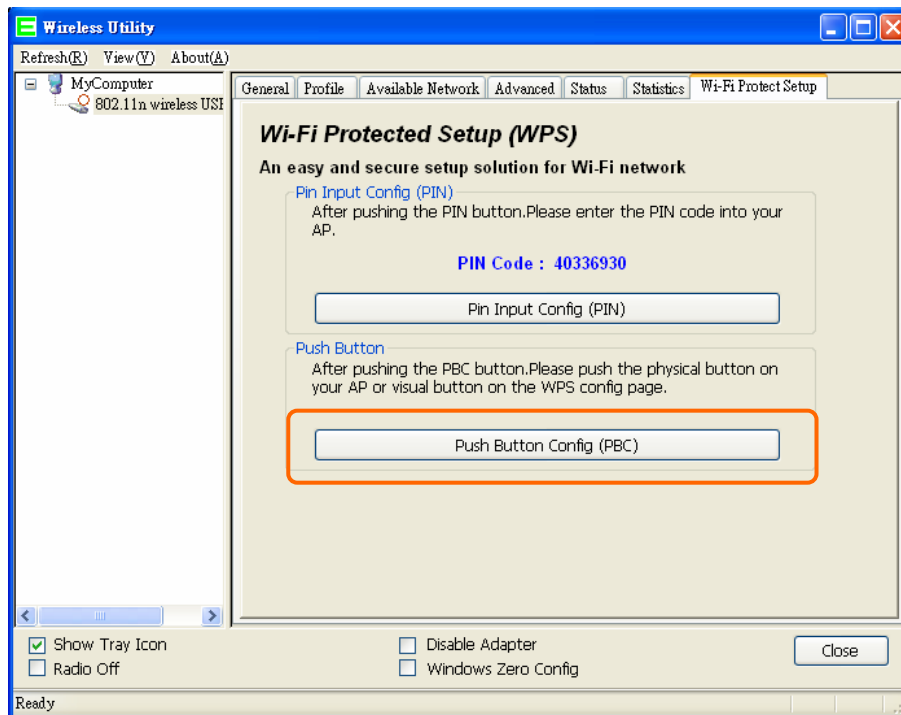 Wireless Utility
Refresh(R) View(V) About(A)
MyComputer
802.11n wireless USI
General Profile Available Network Advanced Status Statistics Wi-Fi Protect Setup
Wi-Fi Protected Setup (WPS)
An easy and secure setup solution for Wi-Fi network
Pin Input Config (PIN)
After pushing the PIN button.Please enter the PIN code into your
AP.
PIN Code : 40336930
Pin Input Config (PIN)
Push Button
After pushing the PBC button.Please push the physical button on
your AP or visual button on the WPS config page.
Push Button Config (PBC)
Show Tray Icon
Disable Adapter
Close
Radio Off
Windows Zero Config
Ready